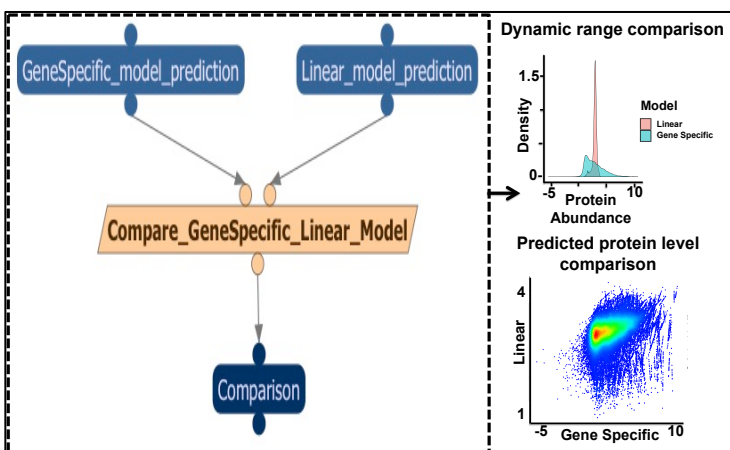 GeneSpecific_model_prediction
Linear_model_prediction
Compare_GeneSpecific_Linear_Model
Comparison
Dynamic range comparison
1.5
0
Density
-5
10
Protein
Abundance
Model
Linear
Gene Specific
Predicted protein level
comparison
4
Linear
1
-5
Gene Specific
10